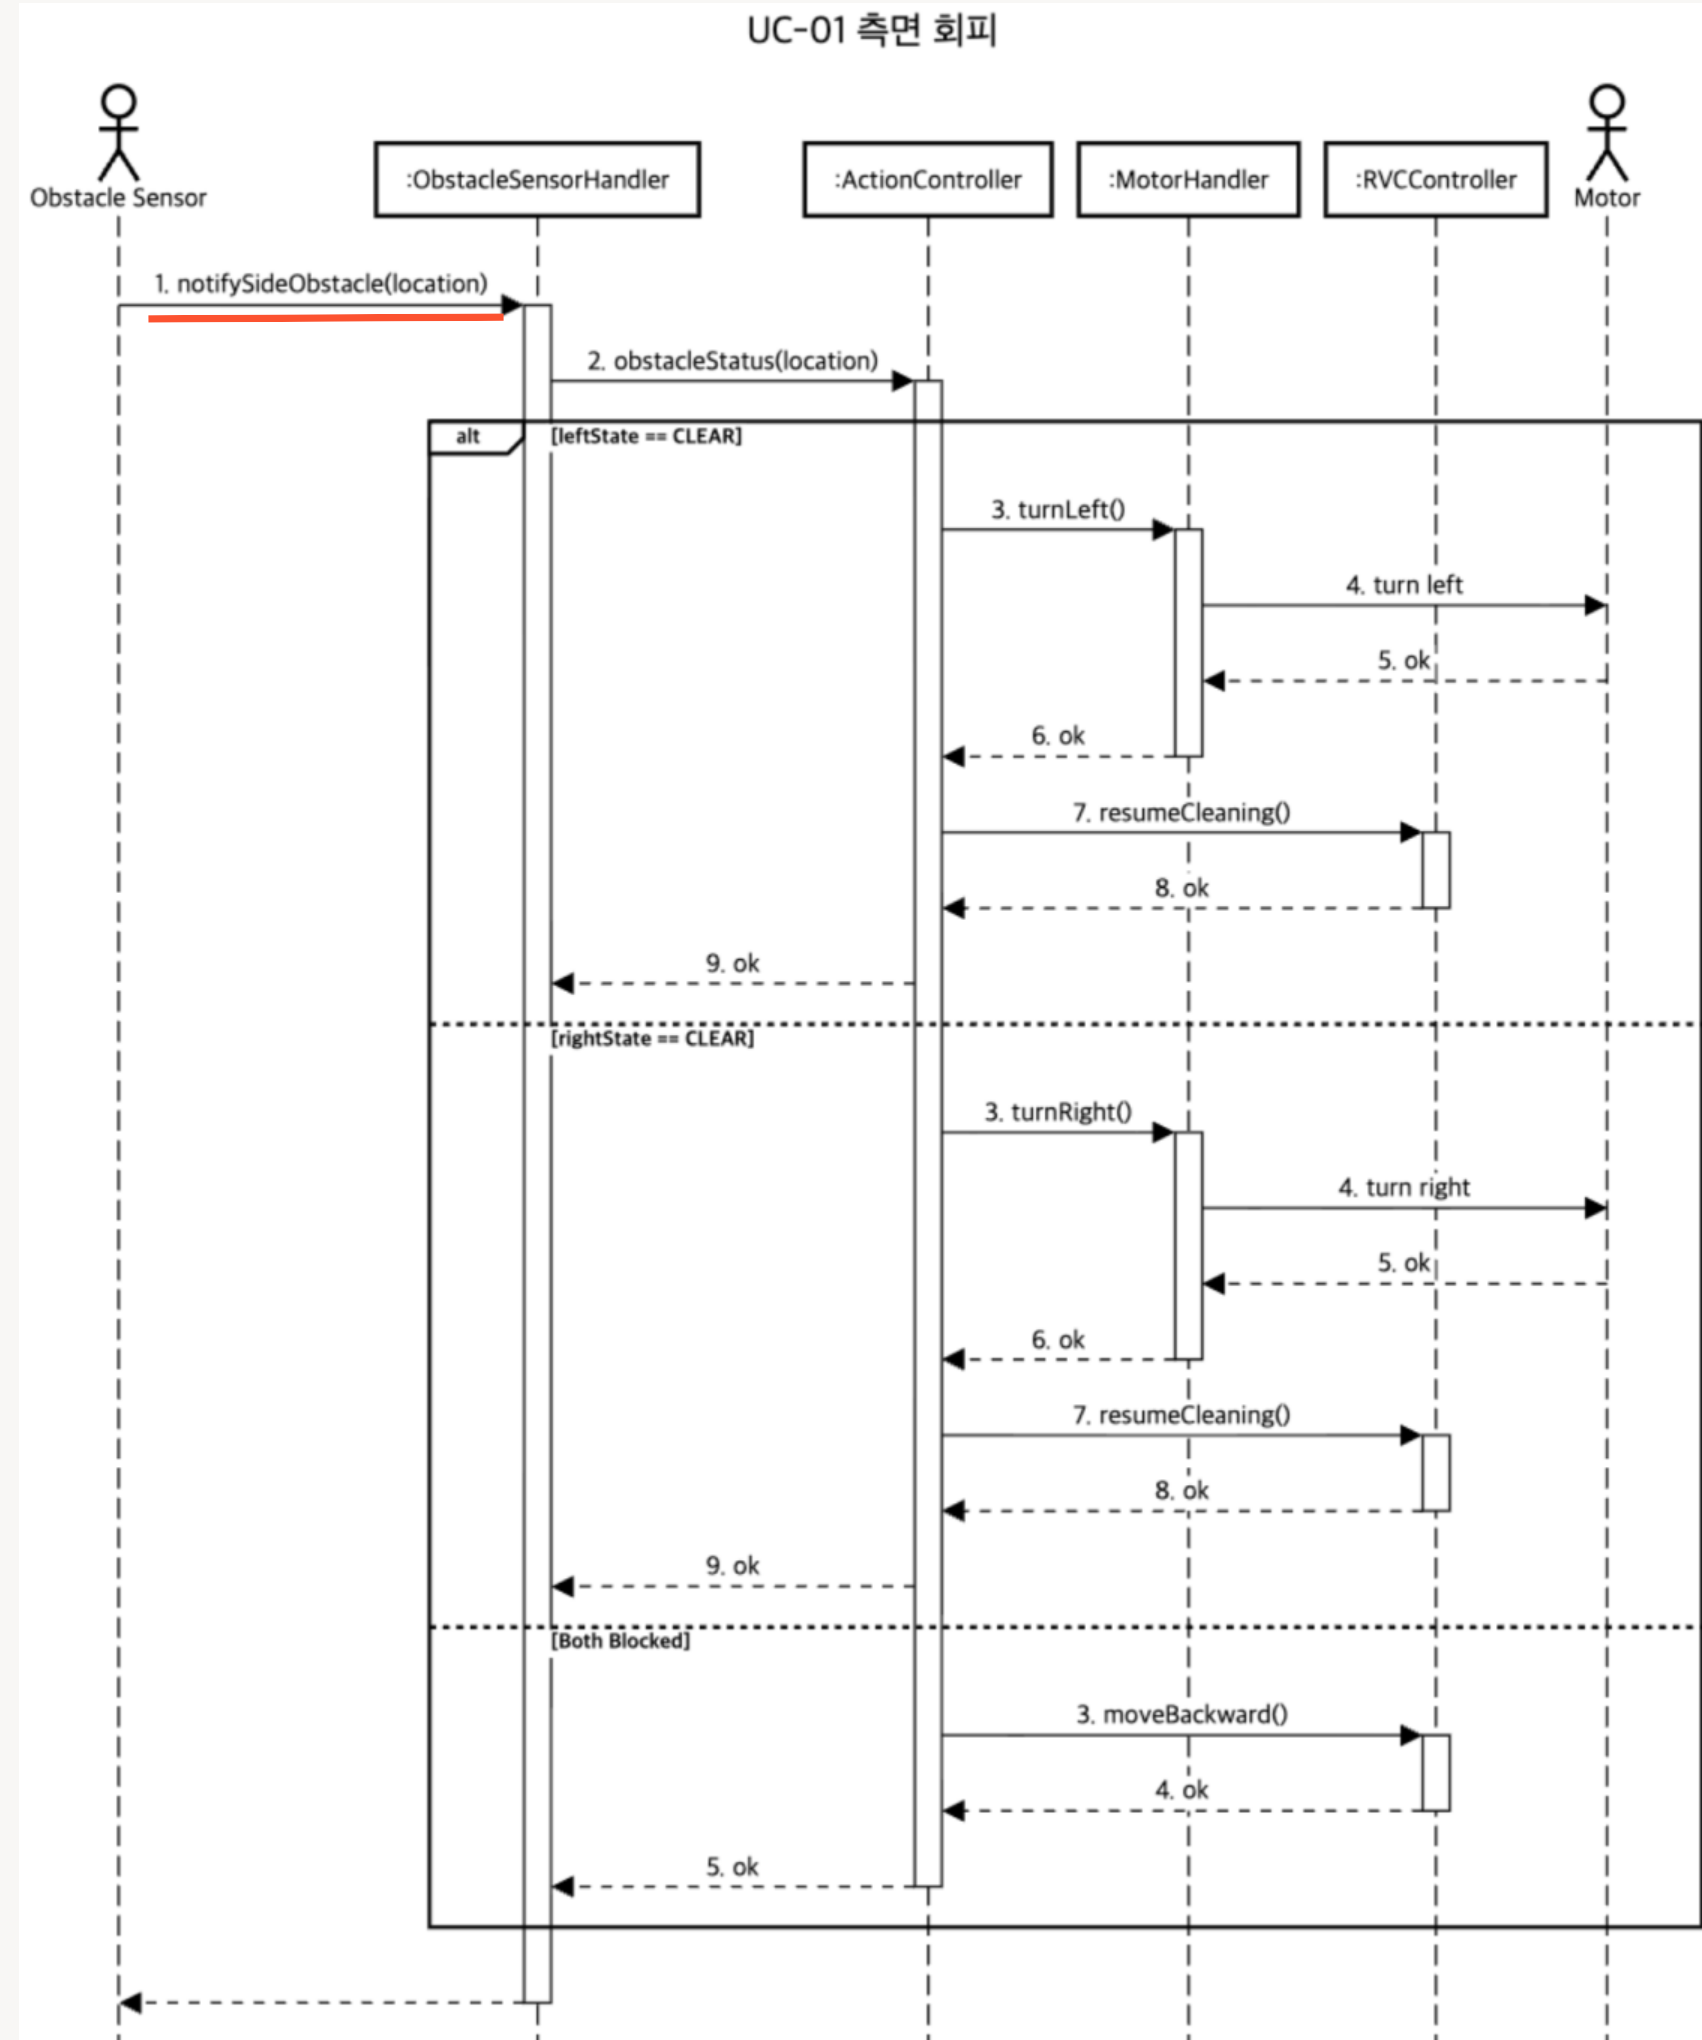 UC-01 측면 회피
Obstacle Sensor
:ObstacleSensorHandler
:ActionController
:MotorHandler
:RVCController
Motor
1. notifySideObstacle(location)
2. obstacleStatus(location)
alt
[leftState == CLEAR]
3. turnLeft()
4. turn left
5. ok
6. ok
7. resumeCleaning()
8. ok
9. ok
[rightState == CLEAR]
3. turnRight()
4. turn right
5. ok
6. ok
7. resumeCleaning()
8. ok
9. ok
[Both Blocked]
3. moveBackward()
4. ok
5. ok